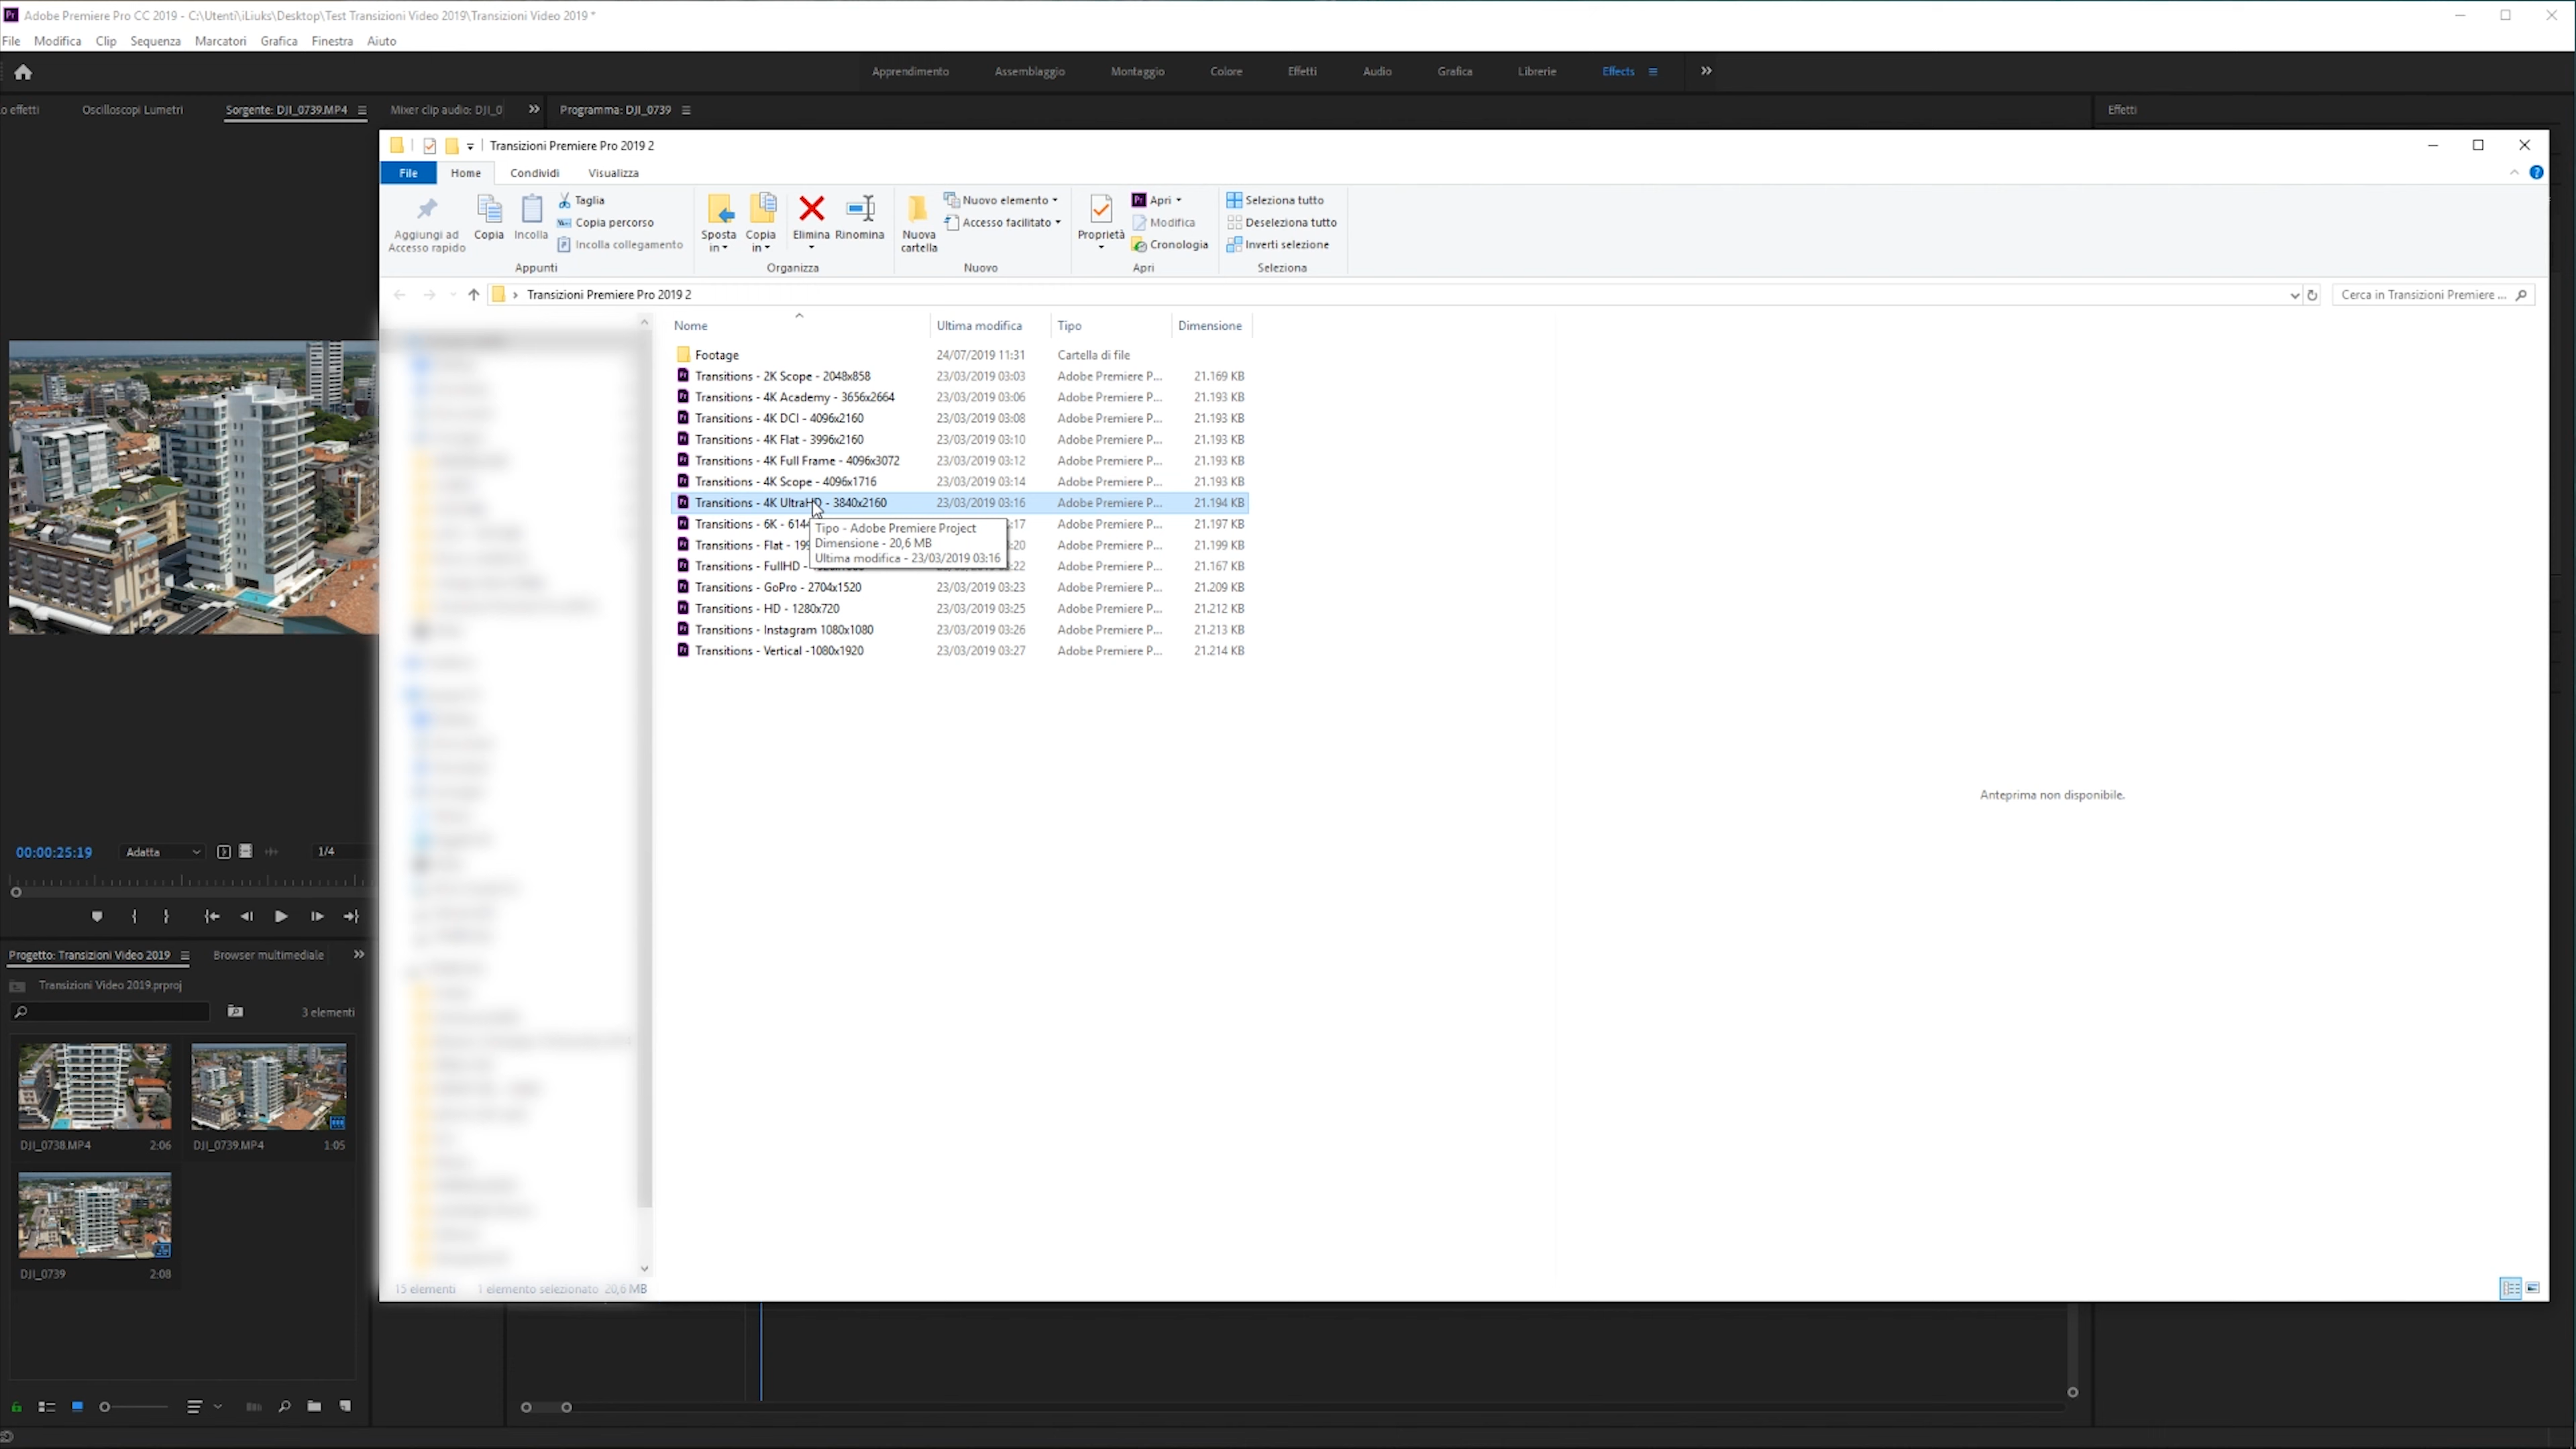 Adobe Premiere Pro CC 2019 - C:\Utenti\iLiuks\Desktop\Test Transizioni Video 2019\Transizioni Video 2019 *
File Modifica Clip Sequenza Marcatori Grafica Finestra Aiuto
Apprendimento Assemblaggio Montaggio Colore Effetti Audio Grafica Librerie Effects
o effetti Oscilloscopi Lumetri Sorgente: DJI_0739.MP4 Mixer clip audio: DJI_0 Programma: DJI_0739 Effetti
Transizioni Premiere Pro 2019 2
File Home Condividi Visualizza
Aggiungi ad Accesso rapido
Copia
Incolla
Taglia
Copia percorso
Incolla collegamento
Appunti
Sposta in
Copia in
Elimina
Rinomina
Organizza
Nuova cartella
Nuovo elemento
Accesso facilitato
Nuovo
Proprietà
Apri
Modifica
Cronologia
Apri
Seleziona tutto
Deseleziona tutto
Inverti selezione
Seleziona
Transizioni Premiere Pro 2019 2
Cerca in Transizioni Premiere ...
Nome Ultima modifica Tipo Dimensione
Footage 24/07/2019 11:31 Cartella di file
Transitions - 2K Scope - 2048x858 23/03/2019 03:03 Adobe Premiere P... 21.169 KB
Transitions - 4K Academy - 3656x2664 23/03/2019 03:06 Adobe Premiere P... 21.193 KB
Transitions - 4K DCI - 4096x2160 23/03/2019 03:08 Adobe Premiere P... 21.193 KB
Transitions - 4K Flat - 3996x2160 23/03/2019 03:10 Adobe Premiere P... 21.193 KB
Transitions - 4K Full Frame - 4096x3072 23/03/2019 03:12 Adobe Premiere P... 21.193 KB
Transitions - 4K Scope - 4096x1716 23/03/2019 03:14 Adobe Premiere P... 21.193 KB
Transitions - 4K UltraHD - 3840x2160 23/03/2019 03:16 Adobe Premiere P... 21.194 KB
Transitions - 6K - 6144 :17 Adobe Premiere P... 21.197 KB
Transitions - Flat - 199 :20 Adobe Premiere P... 21.199 KB
Transitions - FullHD - :22 Adobe Premiere P... 21.167 KB
Tipo - Adobe Premiere Project
Dimensione - 20,6 MB
Ultima modifica - 23/03/2019 03:16
Transitions - GoPro - 2704x1520 23/03/2019 03:23 Adobe Premiere P... 21.209 KB
Transitions - HD - 1280x720 23/03/2019 03:25 Adobe Premiere P... 21.212 KB
Transitions - Instagram 1080x1080 23/03/2019 03:26 Adobe Premiere P... 21.213 KB
Transitions - Vertical -1080x1920 23/03/2019 03:27 Adobe Premiere P... 21.214 KB
Anteprima non disponibile.
15 elementi 1 elemento selezionato 20,6 MB
00:00:25:19 Adatta 1/4
Progetto: Transizioni Video 2019 Browser multimediale
Transizioni Video 2019.prproj
3 elementi
DJI_0738.MP4 2:06 DJI_0739.MP4 1:05
DJI_0739 2:08